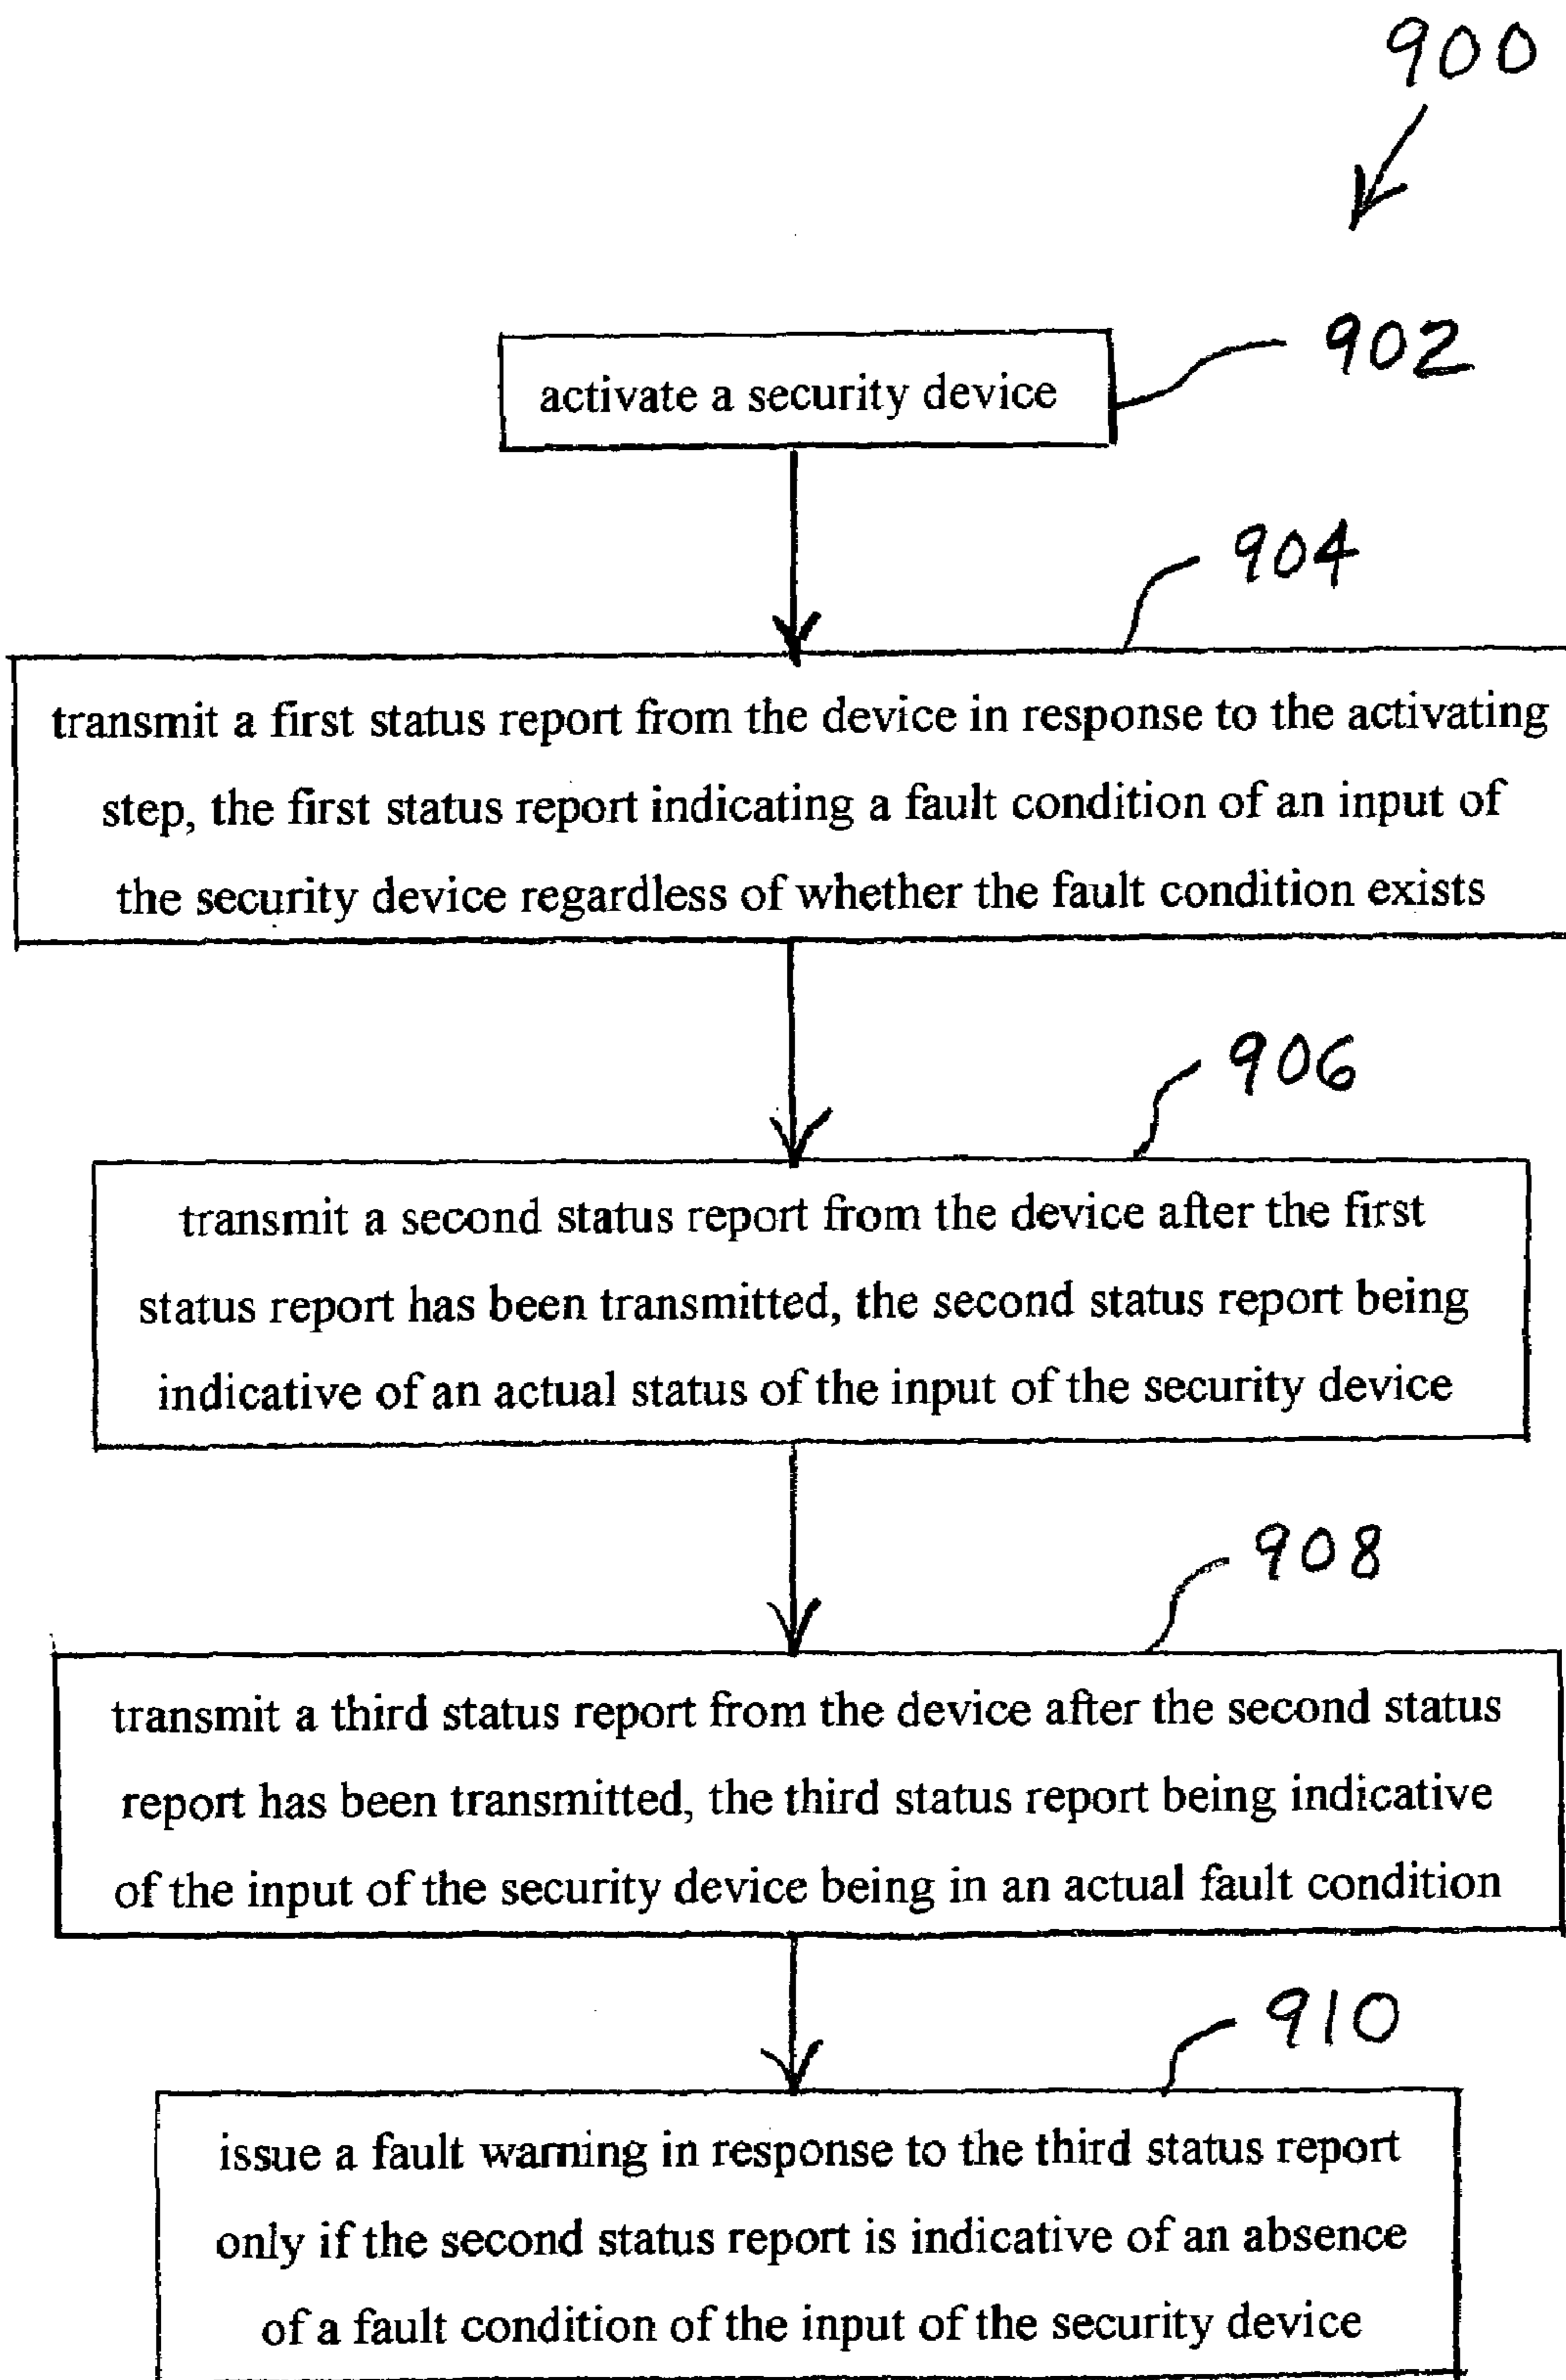 900
activate a security device
902
904
transmit a first status report from the device in response to the activating
step, the first status report indicating a fault condition of an input of
the security device regardless of whether the fault condition exists
906
transmit a second status report from the device after the first
status report has been transmitted, the second status report being
indicative of an actual status of the input of the security device
908
transmit a third status report from the device after the second status
report has been transmitted, the third status report being indicative
of the input of the security device being in an actual fault condition
910
issue a fault warning in response to the third status report
only if the second status report is indicative of an absence
of a fault condition of the input of the security device